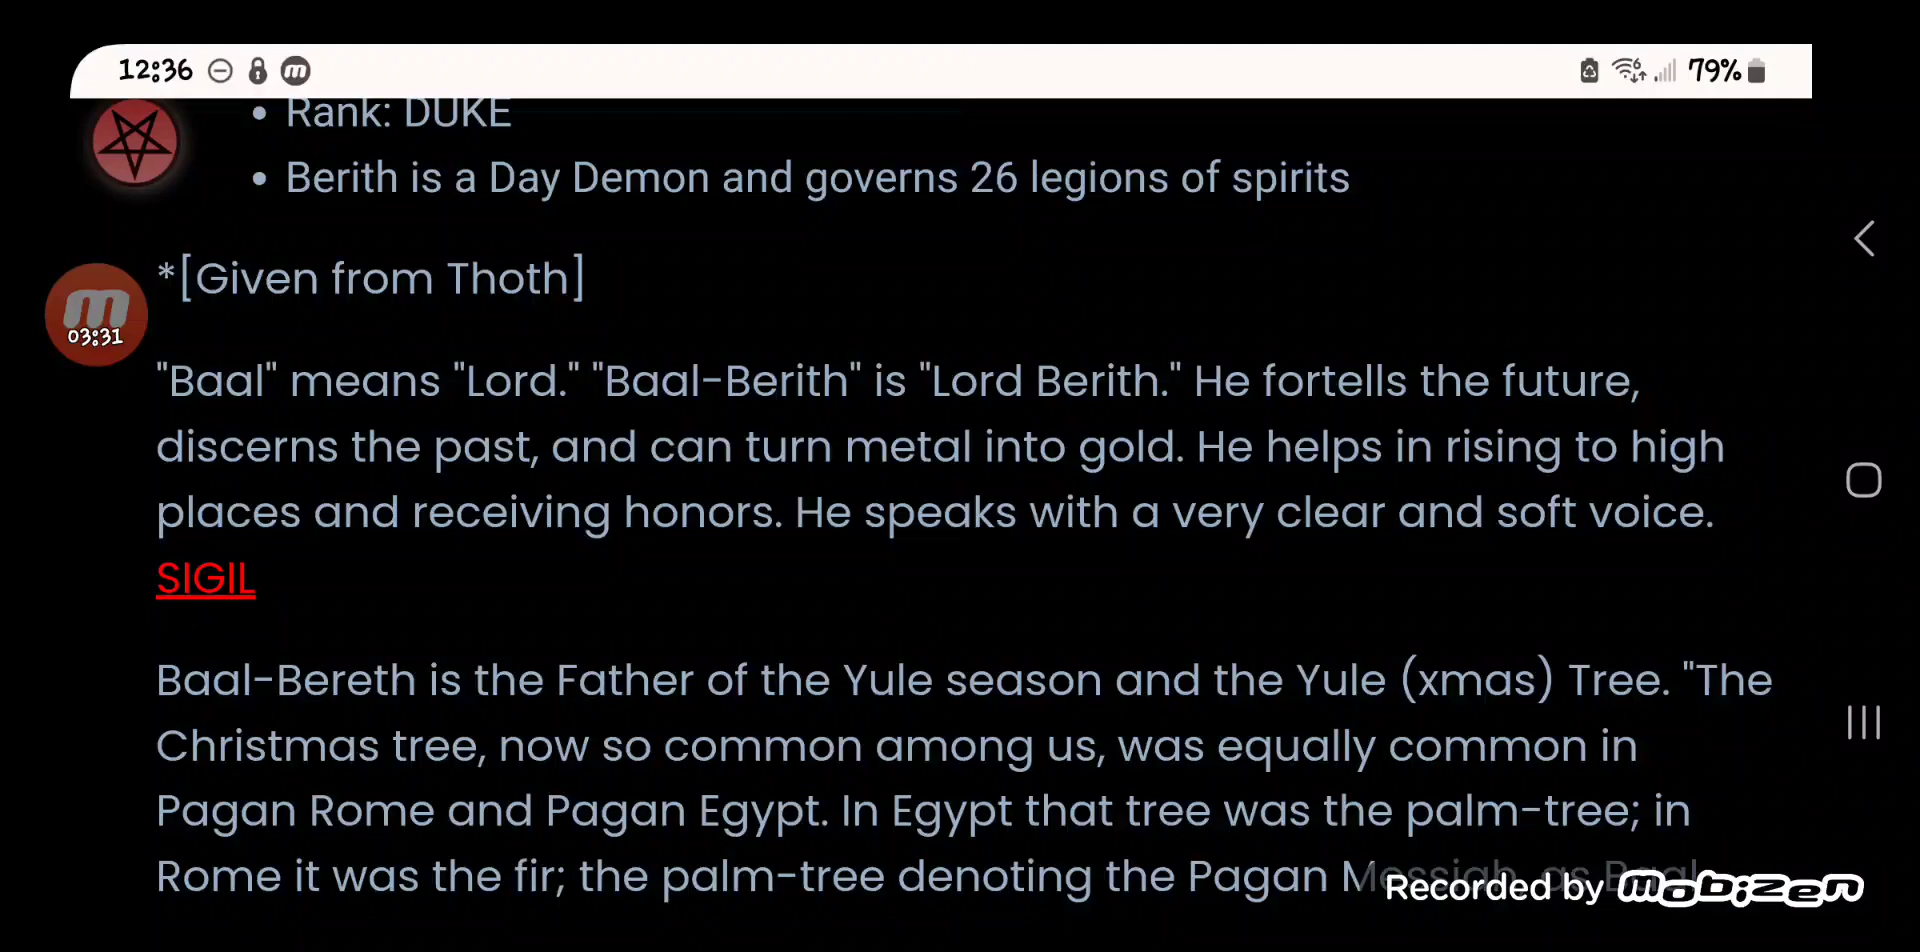 12:36 m 6 79%
• Rank: DUKE
• Berith is a Day Demon and governs 26 legions of spirits
*[Given from Thoth]
m
03:31
"Baal" means "Lord." "Baal-Berith" is "Lord Berith." He fortells the future,
discerns the past, and can turn metal into gold. He helps in rising to high
places and receiving honors. He speaks with a very clear and soft voice.
SIGIL
Baal-Bereth is the Father of the Yule season and the Yule (xmas) Tree. "The
Christmas tree, now so common among us, was equally common in
Pagan Rome and Pagan Egypt. In Egypt that tree was the palm-tree; in
Rome it was the fir; the palm-tree denoting the Pagan Messiah, as Baal
Recorded by mobizen